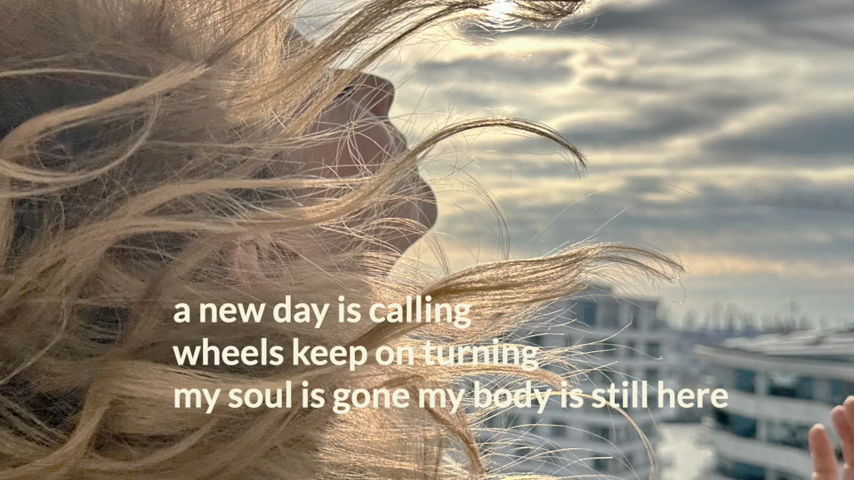 a new day is calling
wheels keep on turning
my soul is gone my body is still here